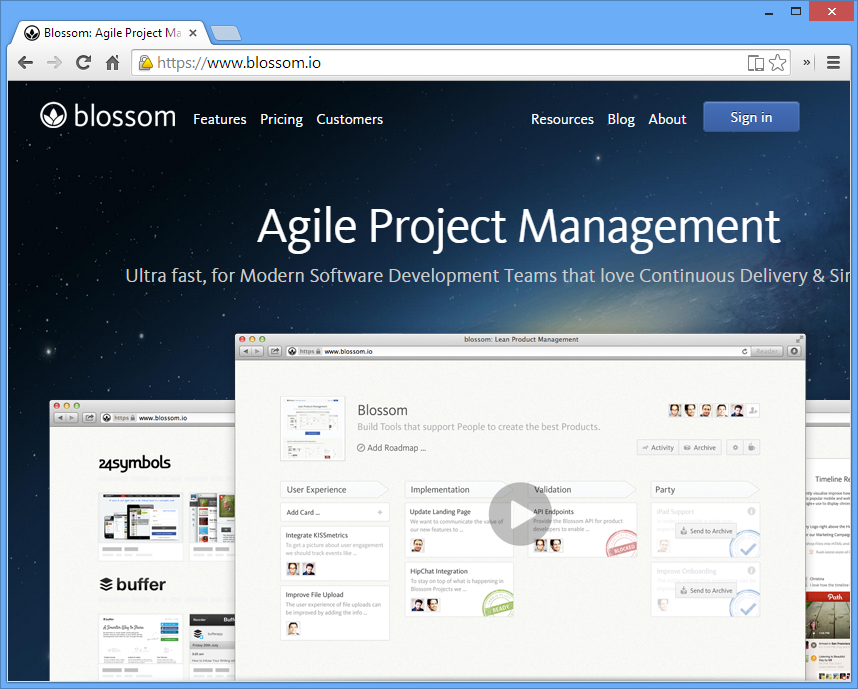 Blossom: Agile Project Ma
https://www.blossom.io
blossom Features Pricing Customers Resources Blog About Sign in
Agile Project Management
Ultra fast, for Modern Software Development Teams that love Continuous Delivery & Sim
blossom: Lean Product Management
https www.blossom.io Reader
Blossom
Build Tools that support People to create the best Products.
Add Roadmap ...
Activity Archive
User Experience Implementation Validation Party
Add Card ... +
Integrate KISSmetrics
To get a picture about user engagement
we should track events like ...
Improve File Upload
The user experience of file uploads can
be improved by adding the info ...
Update Landing Page
We want to communicate the value of
our new features to ...
HipChat Integration
To stay on top of what is happening in
Blossom Projects we ...
READY
API Endpoints
Provide the Blossom API for product
developers to enable ...
BLOCKED
iPad Support
Send to Archive
Improve Onboarding
Send to Archive
https www.blossom.io
24symbols
buffer
Timeline Re
Christina
Path